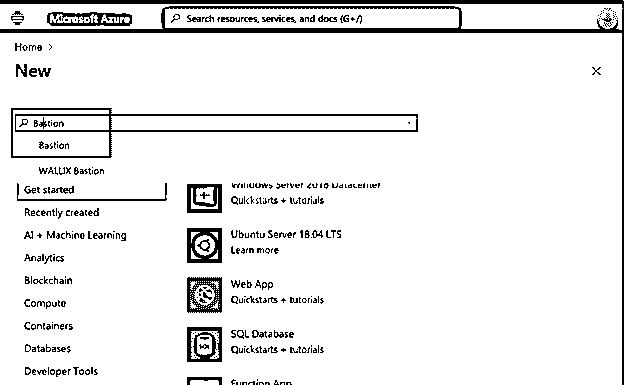 Microsoft Azure
Search resources, services, and docs (G+/)
Home >
New
Bastion
Bastion
WALLIX Bastion
Get started
Recently created
AI + Machine Learning
Analytics
Blockchain
Compute
Containers
Databases
Developer Tools
Windows Server 2016 Datacenter
Quickstarts + tutorials
Ubuntu Server 18.04 LTS
Learn more
Web App
Quickstarts + tutorials
SQL Database
Quickstarts + tutorials
Function App